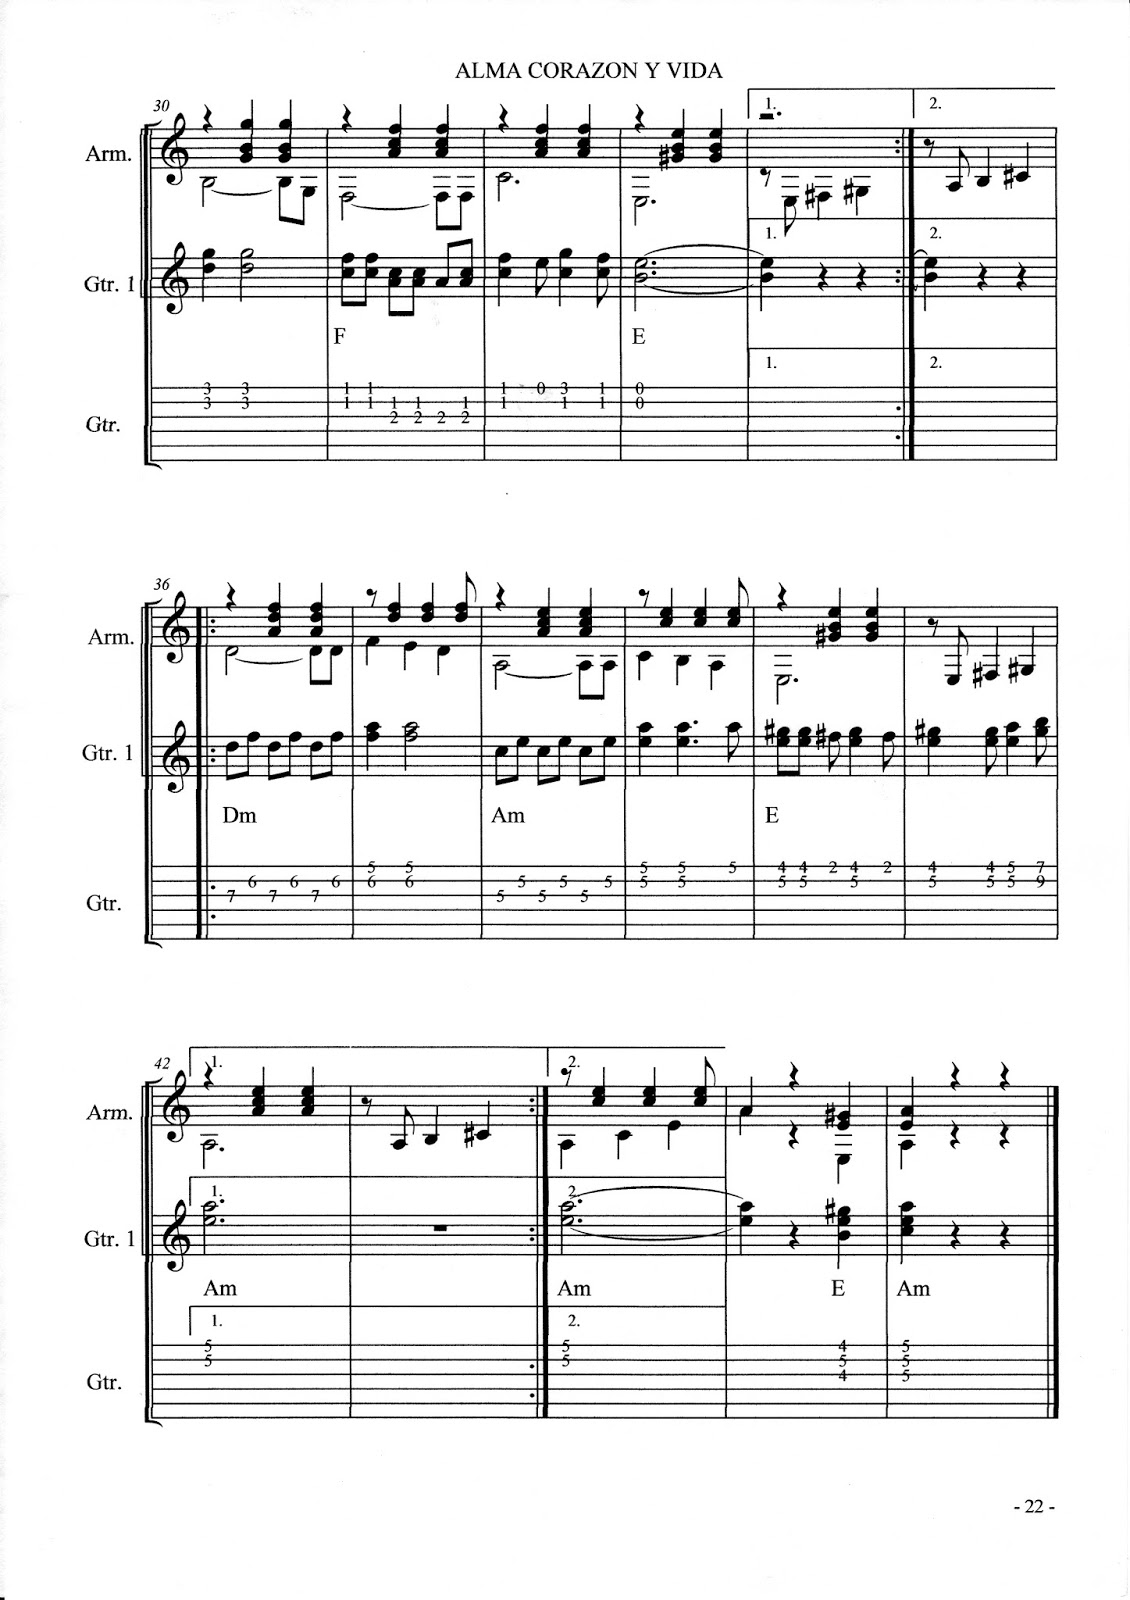 ALMA CORAZON Y VIDA
30
1.
2.
Arm.
1.
2.
Gtr. 1
F E
1.
2.
3 3 1 1 1 0 3 1 0
3 3 1 1 1 1 1 1 1 1 0
2 2 2 2
Gtr.
36
Arm.
Gtr. 1
Dm Am E
5 5 5 5 5 4 4 2 4 2 4 4 5 7
6 6 6 6 6 5 5 5 5 5 5 5 5 5 5 5 9
7 7 7 5 5 5
Gtr.
42
1.
2.
Arm.
1.
2.
Gtr. 1
Am Am E Am
1.
2.
5 5 4 5
5 5 5 5
4 5
Gtr.
- 22 -